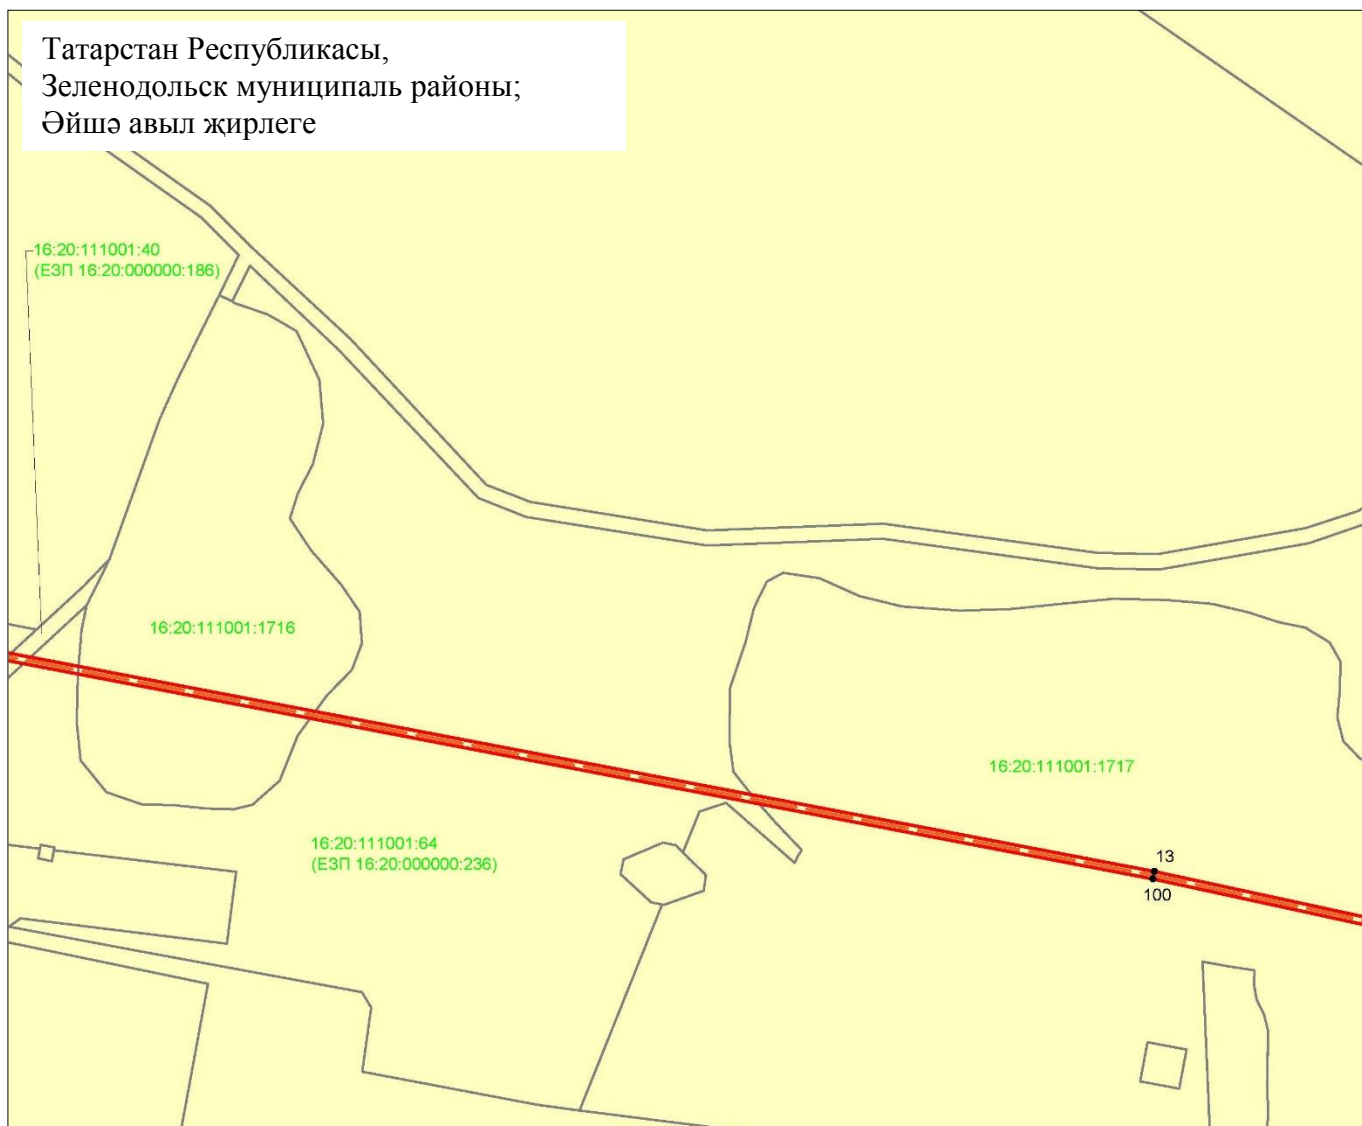 Татарстан Республикасы,
Зеленодольск муниципаль районы;
Әйшә авыл җирлеге
16:20:111001:40
(ЕЗП 16:20:000000:186)
16:20:111001:1716
16:20:111001:1717
16:20:111001:64
(ЕЗП 16:20:000000:236)
13
100